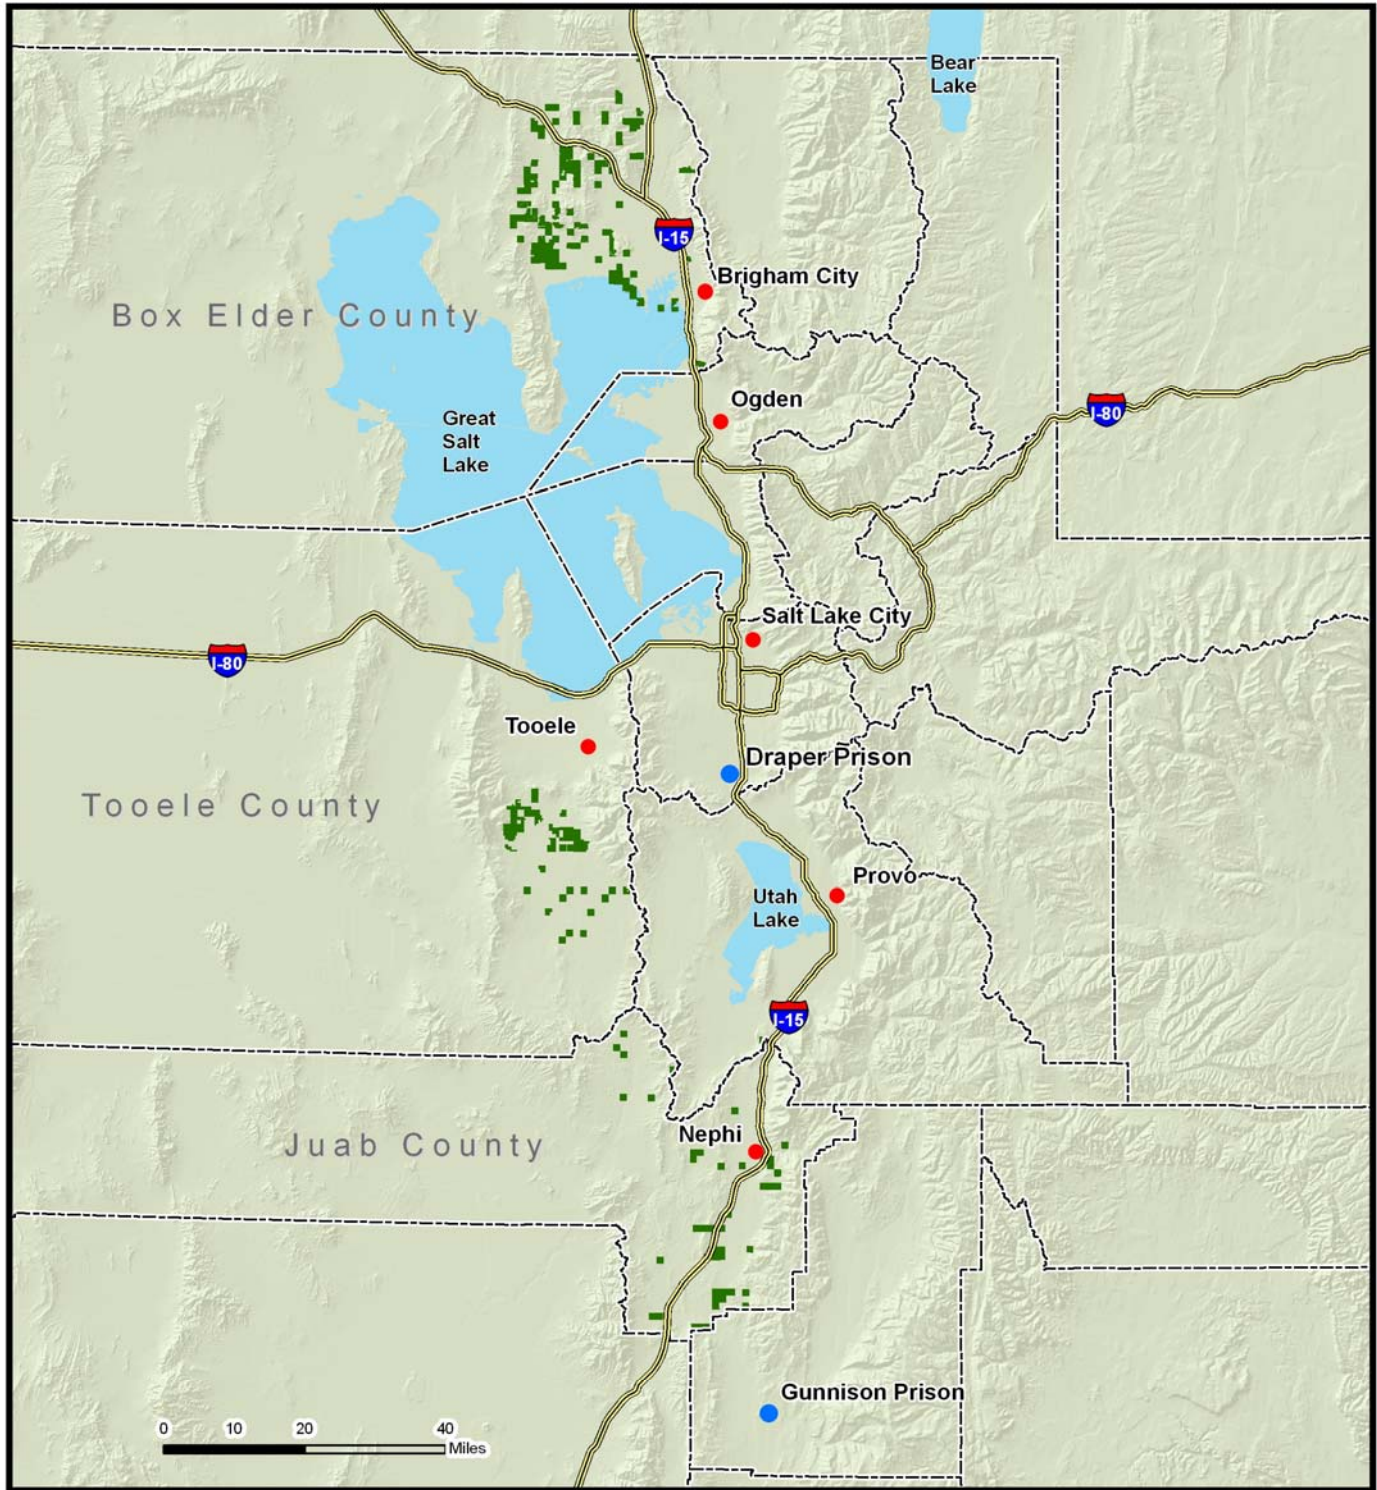 Bear
Lake
I-15
Brigham City
Box Elder County
Ogden
I-80
Great
Salt
Lake
Salt Lake City
I-80
Tooele
Draper Prison
Tooele County
Provo
Utah
Lake
I-15
Nephi
Juab County
Gunnison Prison
0 10 20 40
Miles